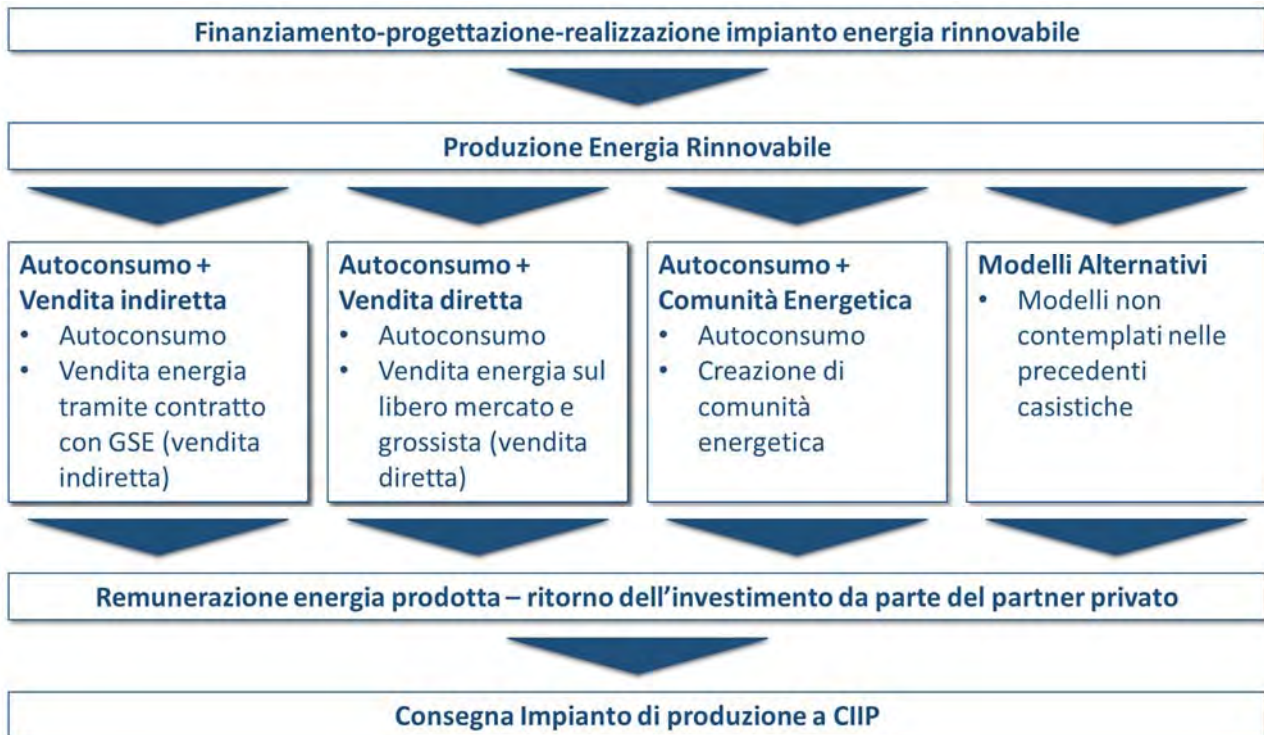 Finanziamento-progettazione-realizzazione impianto energia rinnovabile
Produzione Energia Rinnovabile
Autoconsumo +
Vendita indiretta
• Autoconsumo
• Vendita energia
tramite contratto
con GSE (vendita
indiretta)
Autoconsumo +
Vendita diretta
• Autoconsumo
• Vendita energia sul
libero mercato e
grossista (vendita
diretta)
Autoconsumo +
Comunità Energetica
• Autoconsumo
• Creazione di
comunità
energetica
Modelli Alternativi
• Modelli non
contemplati nelle
precedenti
casistiche
Remunerazione energia prodotta – ritorno dell’investimento da parte del partner privato
Consegna Impianto di produzione a CIIP